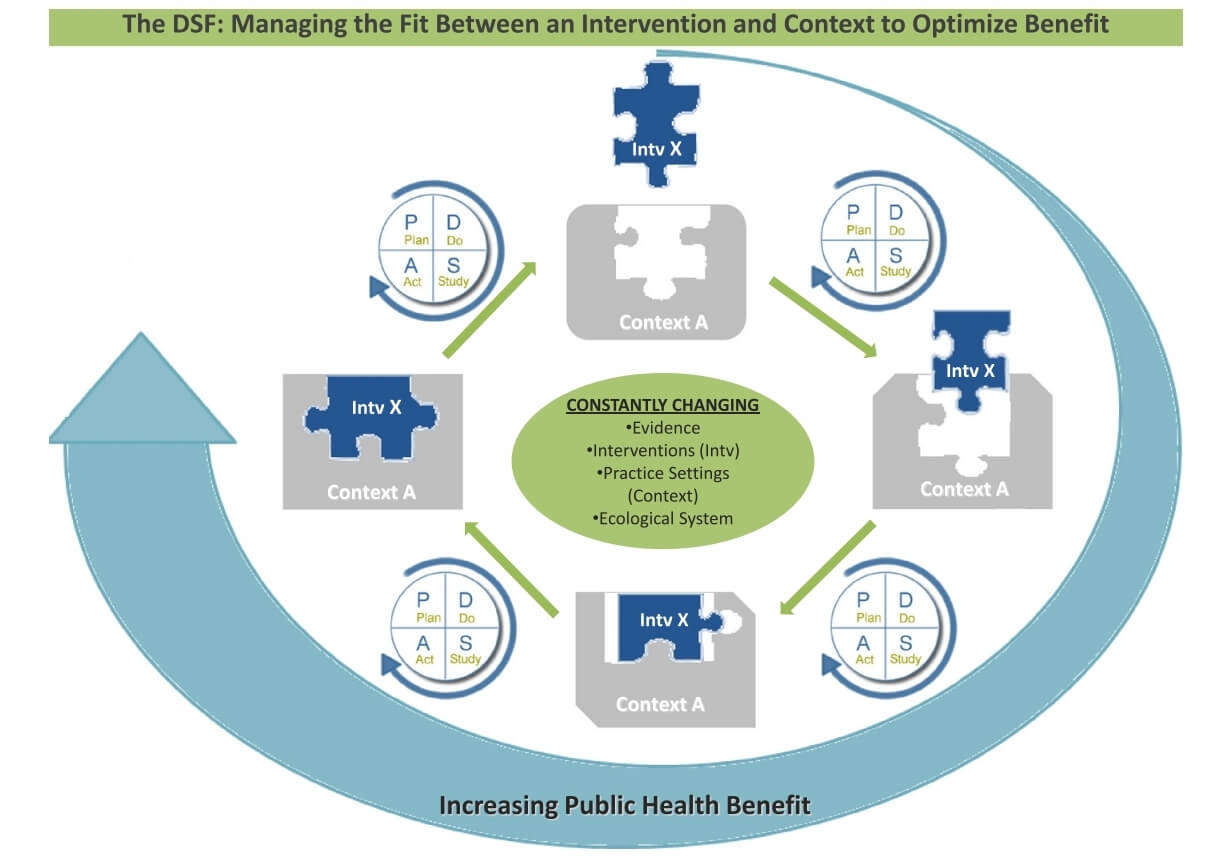 The DSF: Managing the Fit Between an Intervention and Context to Optimize Benefit
Intv X
Context A
P D
Plan Do
A S
Act Study
P D
Plan Do
A S
Act Study
Intv X
Context A
Intv X
Context A
CONSTANTLY CHANGING
•Evidence
•Interventions (Intv)
•Practice Settings
(Context)
•Ecological System
P D
Plan Do
A S
Act Study
Intv X
Context A
P D
Plan Do
A S
Act Study
Increasing Public Health Benefit